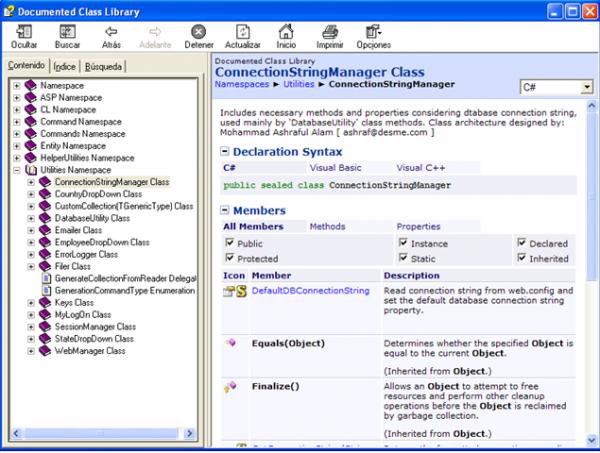 Documented Class Library
Ocultar Buscar Atrás Adelante Detener Actualizar Inicio Imprimir Opciones
Contenido Índice Búsqueda
Namespace
ASP Namespace
CL Namespace
Command Namespace
Commands Namespace
Entity Namespace
HelperUtilities Namespace
Utilities Namespace
ConnectionStringManager Class
CountryDropDown Class
CustomCollection(TGenericType) Class
DatabaseUtility Class
Emailer Class
EmployeeDropDown Class
ErrorLogger Class
Filer Class
GenerateCollectionFromReader Delegat
GenerationCommandType Enumeration
Keys Class
MyLogOn Class
SessionManager Class
StateDropDown Class
WebManager Class
Documented Class Library
ConnectionStringManager Class
Namespaces ► Utilities ► ConnectionStringManager
C#
Includes necessary methods and properties considering dtabase connection string,
used mainly by 'DatabaseUtility' class methods. Class architecture designed by:
Mohammad Ashraful Alam [ ashraf@desme.com ]
Declaration Syntax
C# Visual Basic Visual C++
public sealed class ConnectionStringManager
Members
All Members Methods Properties
Public Instance Declared
Protected Static Inherited
Icon Member Description
DefaultDBConnectionString Read connection string from web.config and
set the default database connection string
property.
Equals(Object) Determines whether the specified Object is
equal to the current Object.
(Inherited from Object.)
Finalize() Allows an Object to attempt to free
resources and perform other cleanup
operations before the Object is reclaimed
by garbage collection.
(Inherited from Object.)